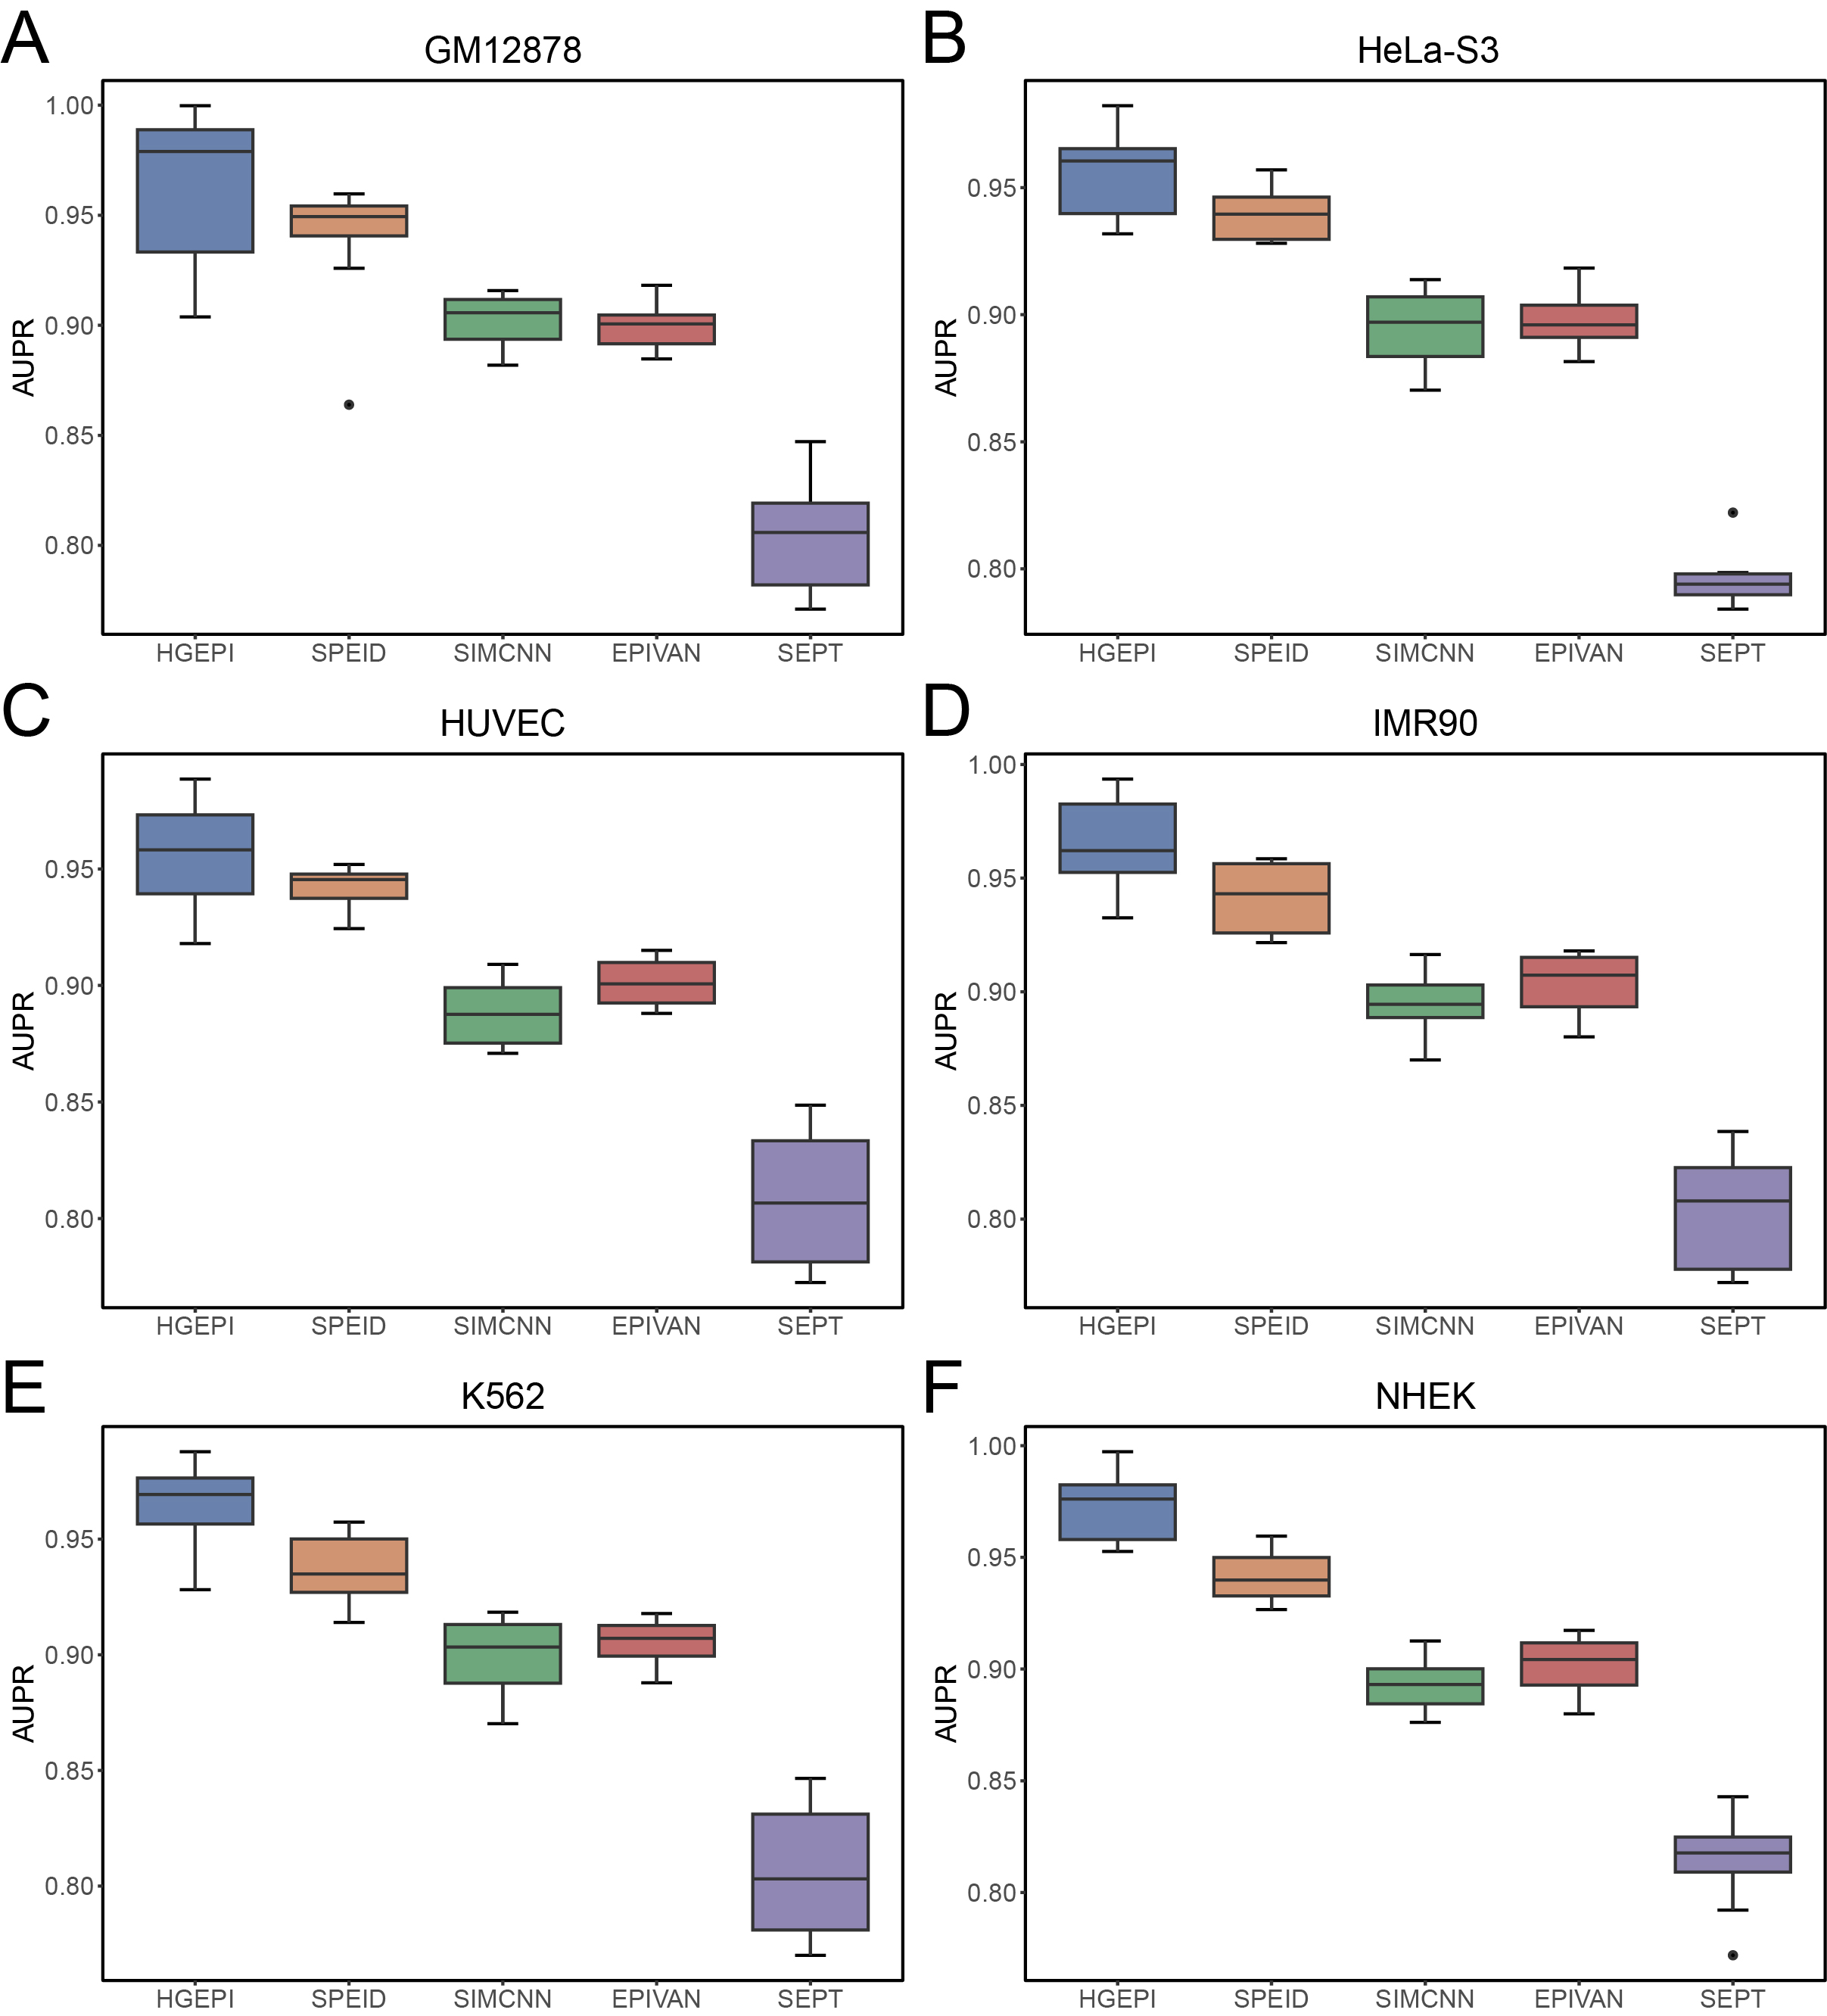 A
GM12878
AUPR
1.00
0.95
0.90
0.85
0.80
HGEPI SPEID SIMCNN EPIVAN SEPT
B
HeLa-S3
AUPR
0.95
0.90
0.85
0.80
HGEPI SPEID SIMCNN EPIVAN SEPT
C
HUVEC
AUPR
0.95
0.90
0.85
0.80
HGEPI SPEID SIMCNN EPIVAN SEPT
D
IMR90
AUPR
1.00
0.95
0.90
0.85
0.80
HGEPI SPEID SIMCNN EPIVAN SEPT
E
K562
AUPR
0.95
0.90
0.85
0.80
HGEPI SPEID SIMCNN EPIVAN SEPT
F
NHEK
AUPR
1.00
0.95
0.90
0.85
0.80
HGEPI SPEID SIMCNN EPIVAN SEPT